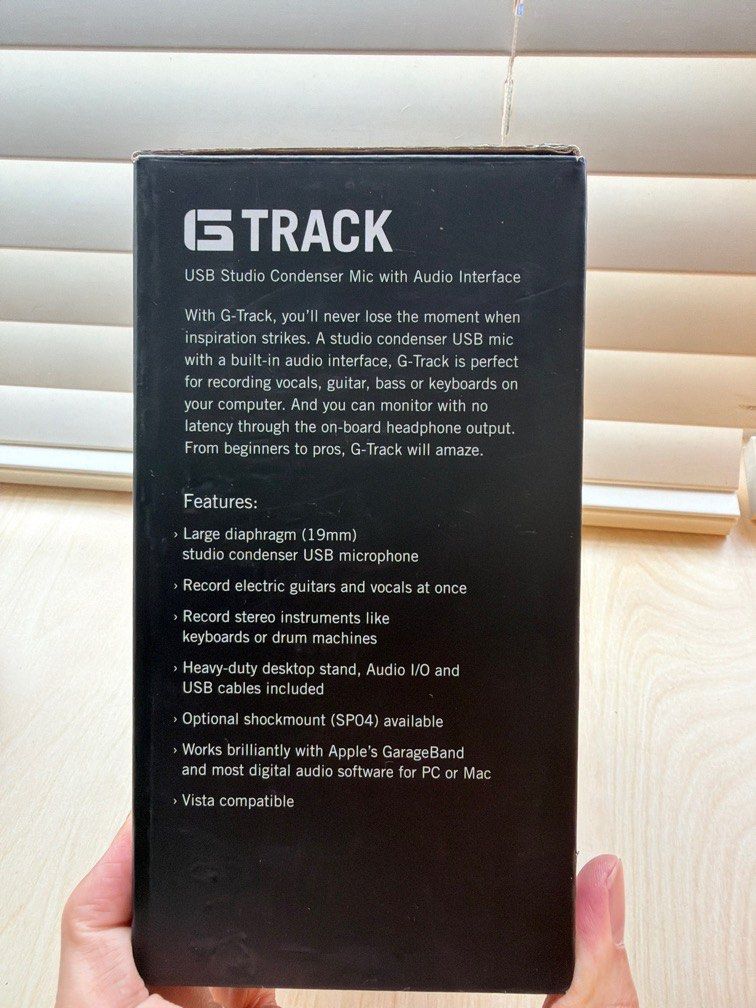 G TRACK
USB Studio Condenser Mic with Audio Interface
With G-Track, you'll never lose the moment when
inspiration strikes. A studio condenser USB mic
with a built-in audio interface, G-Track is perfect
for recording vocals, guitar, bass or keyboards on
your computer. And you can monitor with no
latency through the on-board headphone output.
From beginners to pros, G-Track will amaze.
Features:
› Large diaphragm (19mm)
studio condenser USB microphone
› Record electric guitars and vocals at once
› Record stereo instruments like
keyboards or drum machines
› Heavy-duty desktop stand, Audio I/O and
USB cables included
› Optional shockmount (SP04) available
› Works brilliantly with Apple's GarageBand
and most digital audio software for PC or Mac
› Vista compatible